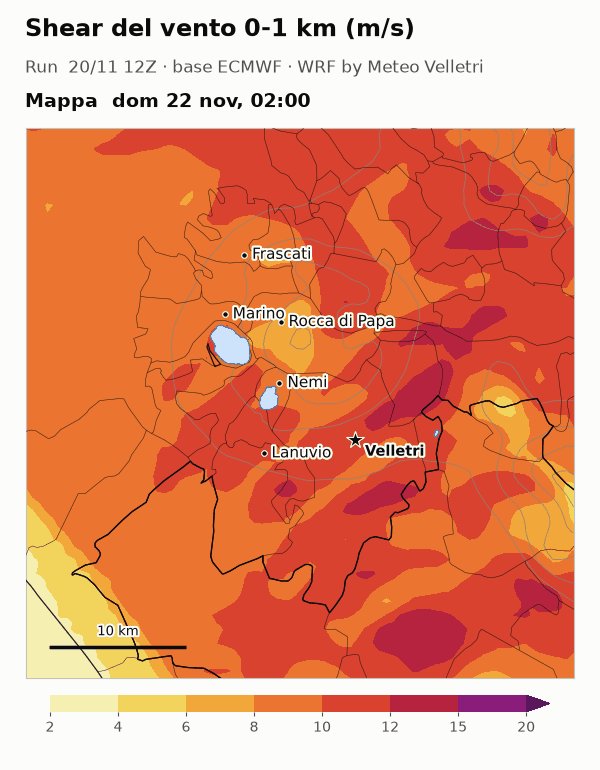 Shear del vento 0-1 km (m/s)
Run  20/11 12Z · base ECMWF · WRF by Meteo Velletri
Mappa  dom 22 nov, 02:00
Frascati
Marino
Rocca di Papa
Nemi
Velletri
Lanuvio
10 km
2 4 6 8 10 12 15 20